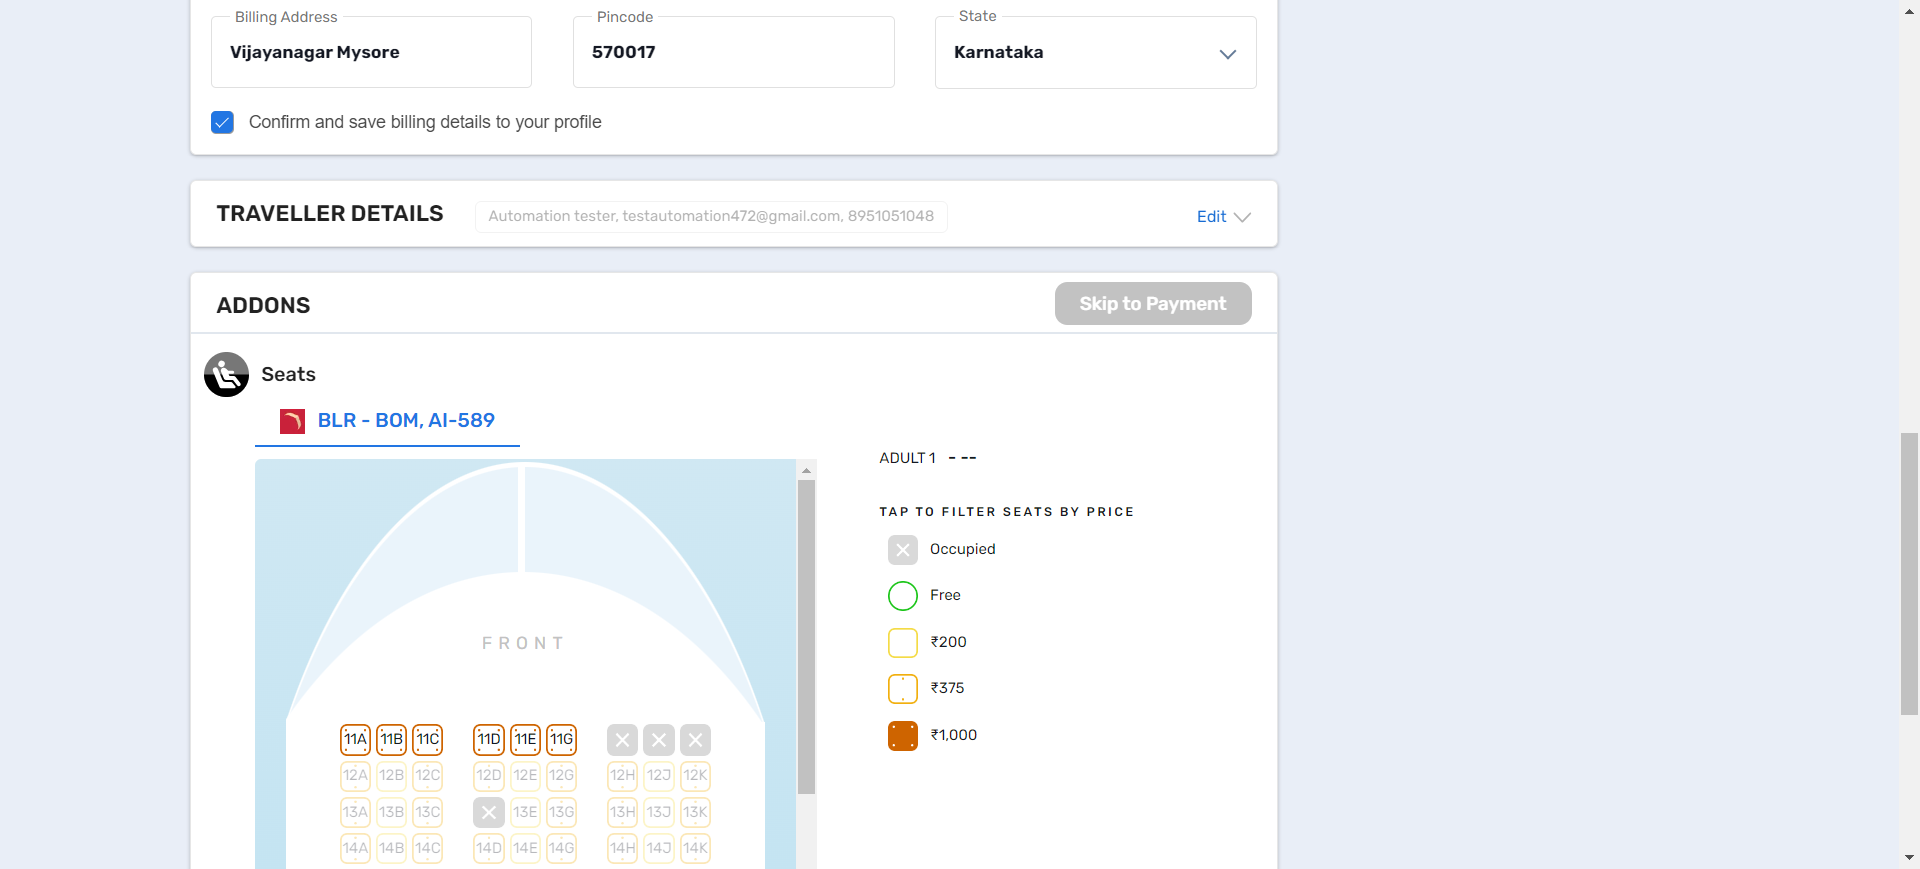 Billing Address
Vijayanagar Mysore
Pincode
570017
State
Karnataka
Confirm and save billing details to your profile
TRAVELLER DETAILS
Automation tester, testautomation472@gmail.com, 8951051048
Edit
ADDONS
Skip to Payment
Seats
BLR - BOM, AI-589
FRONT
11A 11B 11C 11D 11E 11G
12A 12B 12C 12D 12E 12G 12H 12J 12K
13A 13B 13C 13E 13G 13H 13J 13K
14A 14B 14C 14D 14E 14G 14H 14J 14K
ADULT 1 - --
TAP TO FILTER SEATS BY PRICE
Occupied
Free
₹200
₹375
₹1,000